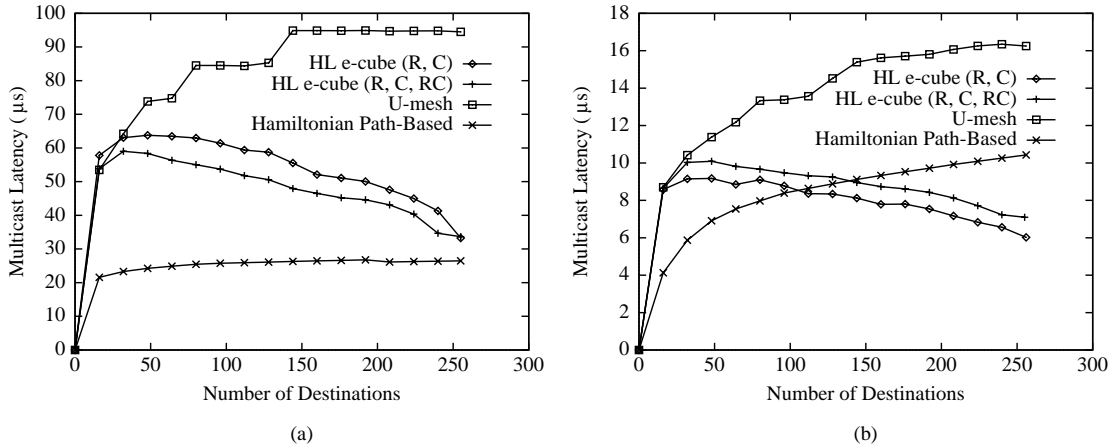 100
90
80
70
60
50
40
30
20
10
0
0 50 100 150 200 250 300
Multicast Latency (μs)
Number of Destinations
HL e-cube (R, C)
HL e-cube (R, C, RC)
U-mesh
Hamiltonian Path-Based
(a)
18
16
14
12
10
8
6
4
2
0
0 50 100 150 200 250 300
Multicast Latency (μs)
Number of Destinations
HL e-cube (R, C)
HL e-cube (R, C, RC)
U-mesh
Hamiltonian Path-Based
(b)